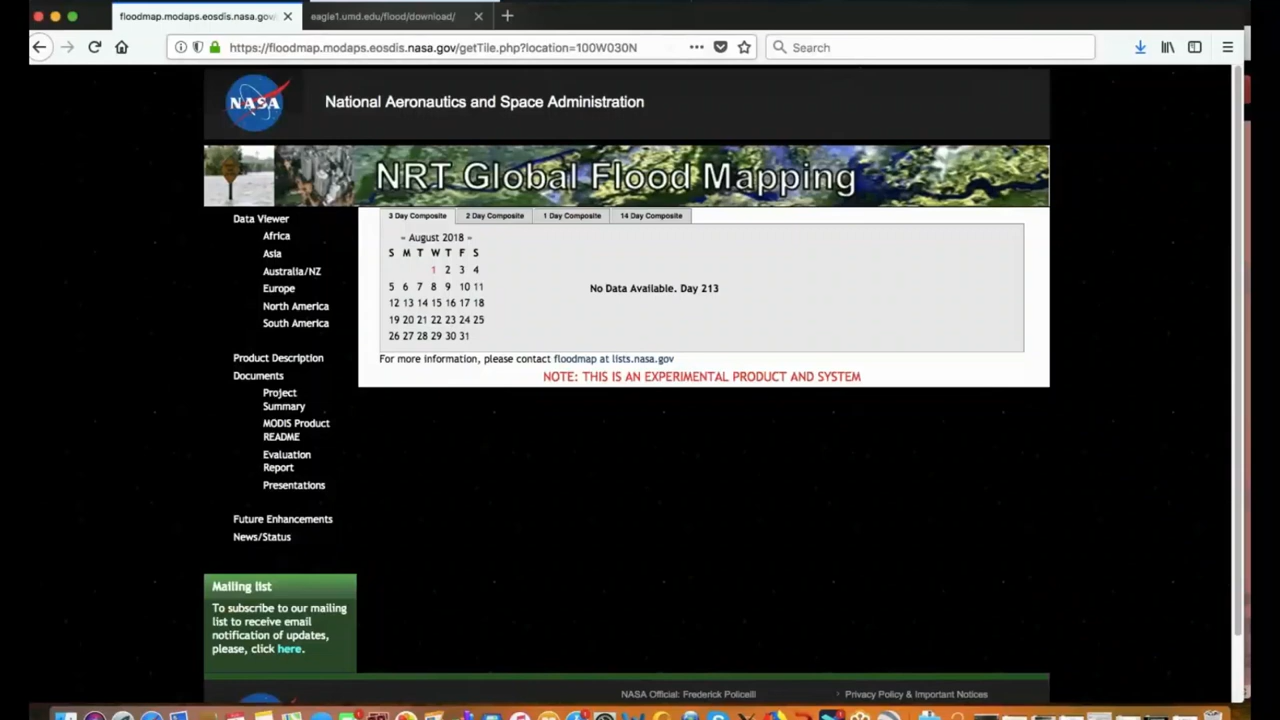 floodmap.modaps.eosdis.nasa.gov/
eagle1.umd.edu/flood/download/
https://floodmap.modaps.eosdis.nasa.gov/getTile.php?location=100W030N
Search
NASA
National Aeronautics and Space Administration
NRT Global Flood Mapping
Data Viewer
Africa
Asia
Australia/NZ
Europe
North America
South America
Product Description
Documents
Project
Summary
MODIS Product
README
Evaluation
Report
Presentations
Future Enhancements
News/Status
3 Day Composite
2 Day Composite
1 Day Composite
14 Day Composite
« August 2018 »
S M T W T F S
1 2 3 4
5 6 7 8 9 10 11
12 13 14 15 16 17 18
19 20 21 22 23 24 25
26 27 28 29 30 31
No Data Available. Day 213
For more information, please contact floodmap at lists.nasa.gov
NOTE: THIS IS AN EXPERIMENTAL PRODUCT AND SYSTEM
Mailing list
To subscribe to our mailing
list to receive email
notification of updates,
please, click here.
NASA Official: Frederick Policelli
Privacy Policy & Important Notices